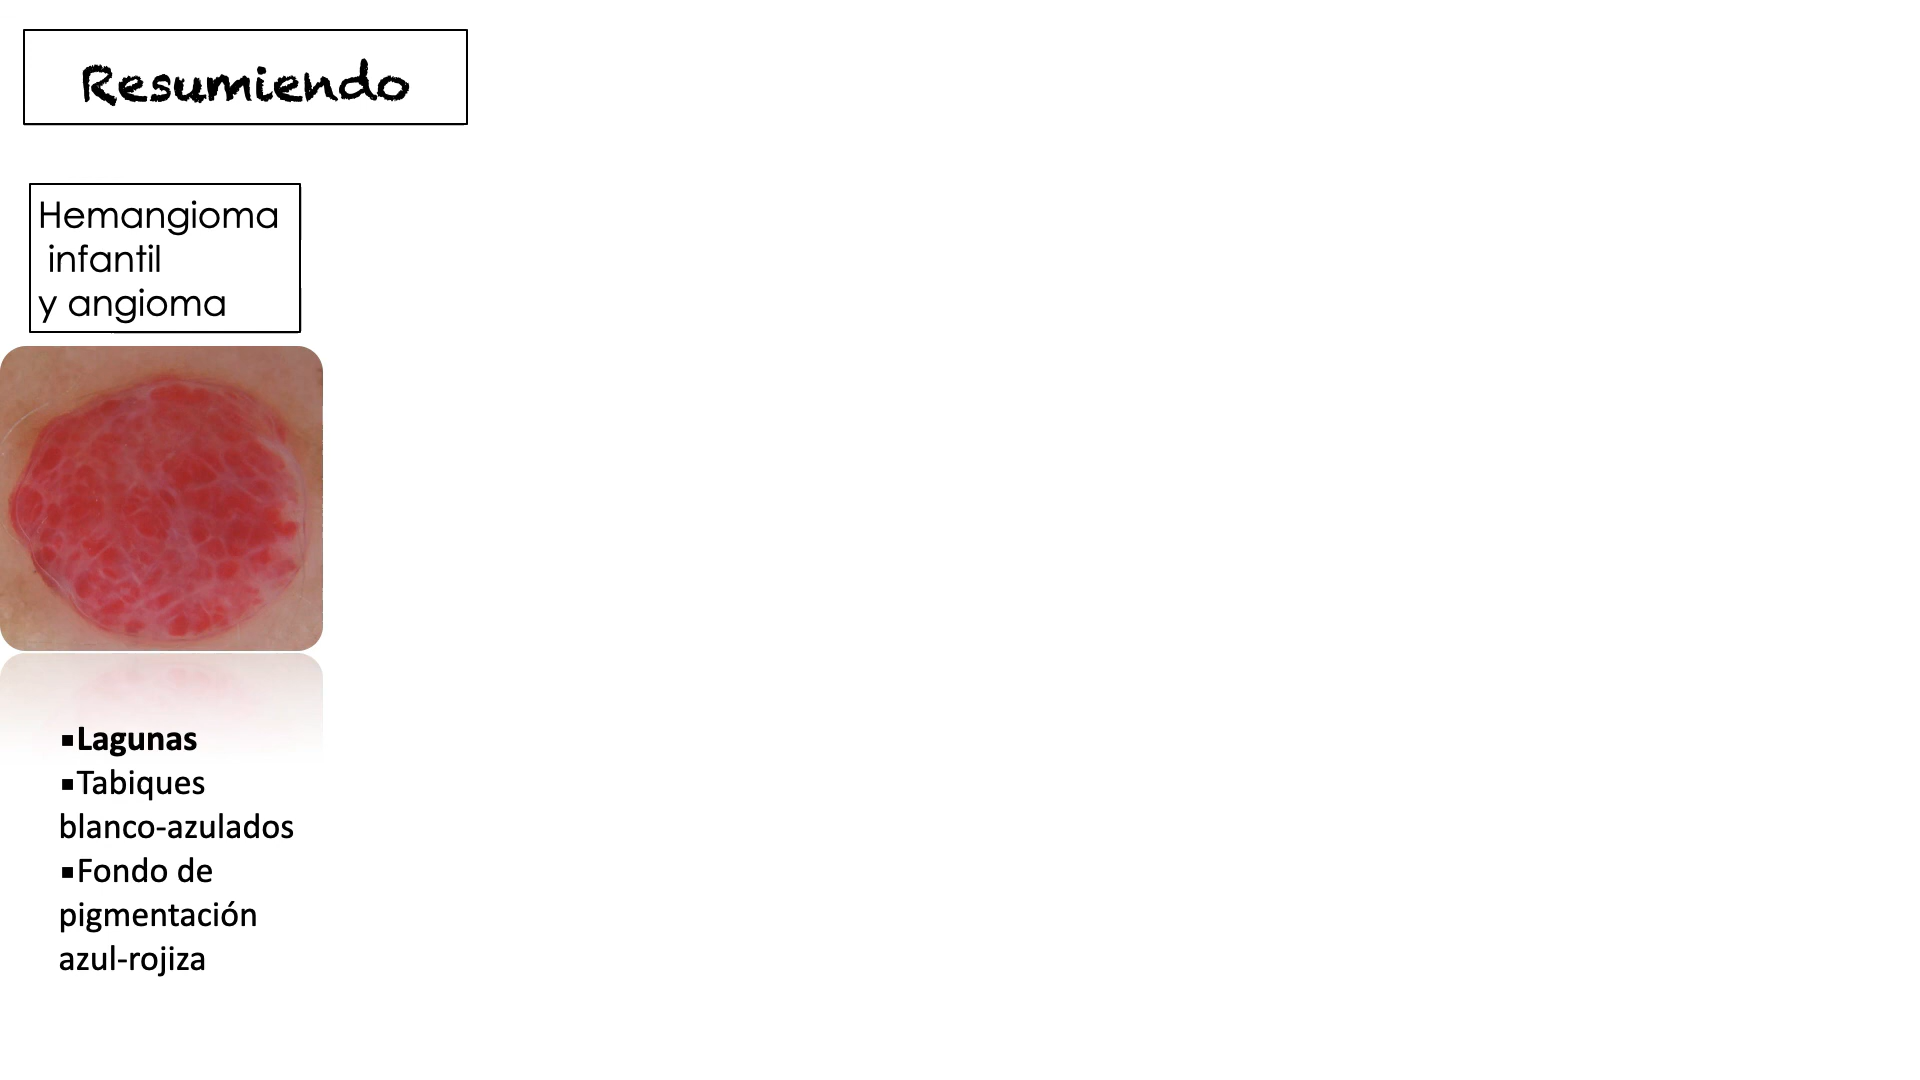 Resumiendo
Hemangioma
infantil
y angioma
▪Lagunas
▪Tabiques
blanco-azulados
▪Fondo de
pigmentación
azul-rojiza